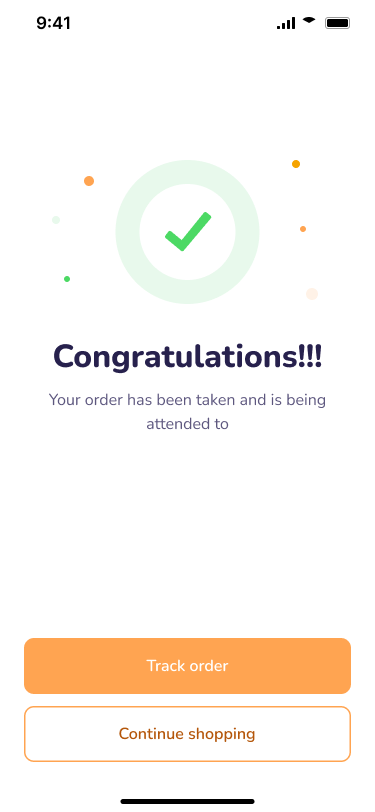 9:41
Congratulations!!!
Your order has been taken and is being
attended to
Track order
Continue shopping